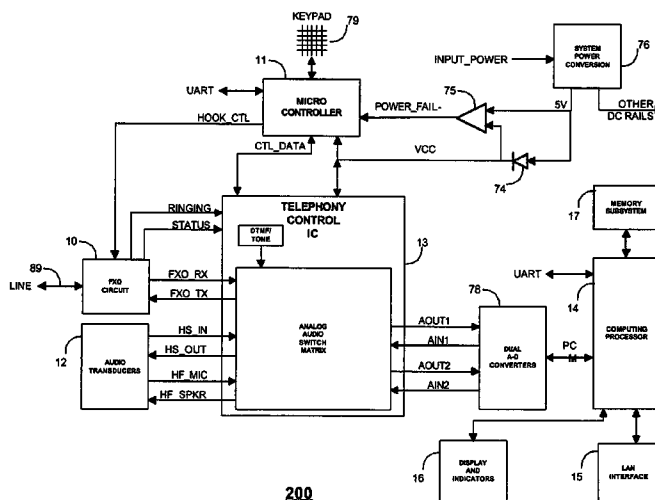 KEYPAD
79
11
MICRO
CONTROLLER
UART
HOOK_CTL
CTL_DATA
POWER_FAIL-
75
INPUT_POWER
SYSTEM
POWER
CONVERSION
76
5V
OTHER
DC RAILS
VCC
74
RINGING
STATUS
TELEPHONY
CONTROL
IC
DTMF/
TONE
13
10
89
LINE
FXO
CIRCUIT
FXO_RX
FXO_TX
ANALOG
AUDIO
SWITCH
MATRIX
12
AUDIO
TRANSDUCERS
HS_IN
HS_OUT
HF_MIC
HF_SPKR
AOUT1
AIN1
AOUT2
AIN2
78
DUAL
A-D
CONVERTERS
PC
M
MEMORY
SUBSYSTEM
17
UART
14
COMPUTING
PROCESSOR
16
DISPLAY
AND
INDICATORS
15
LAN
INTERFACE
200